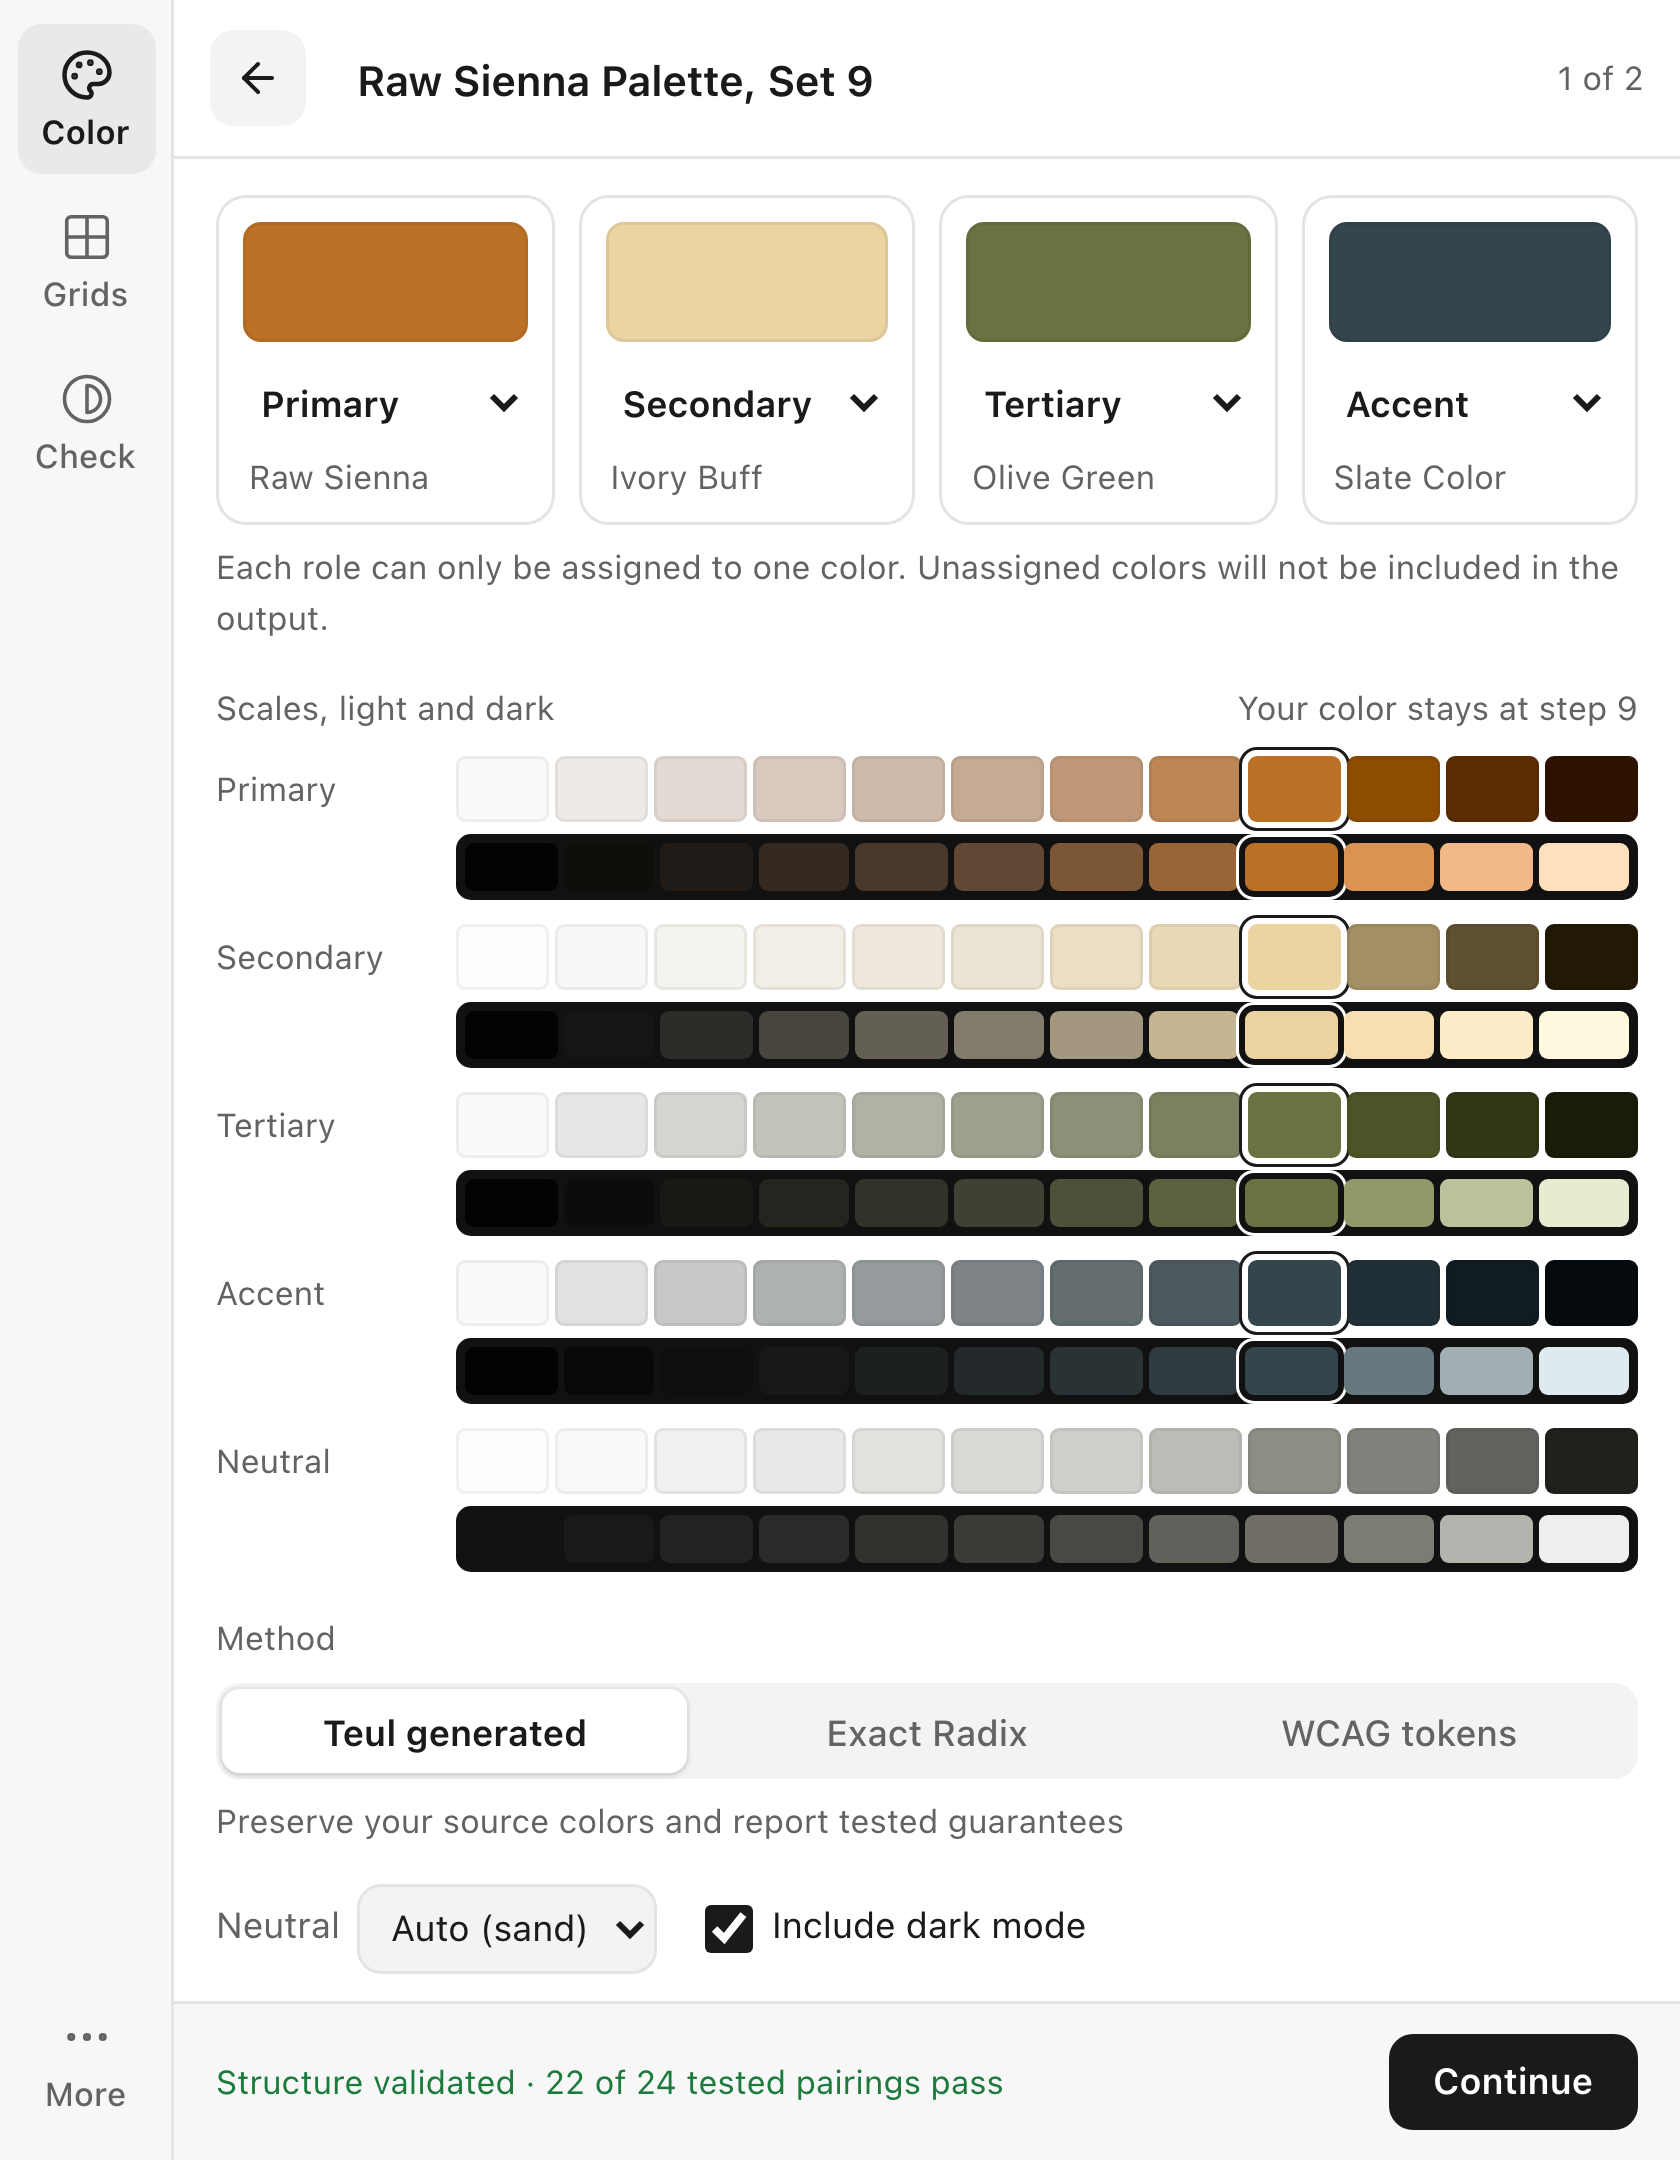 Color
Grids
Check
More
Raw Sienna Palette, Set 9
1 of 2
Primary
Raw Sienna
Secondary
Ivory Buff
Tertiary
Olive Green
Accent
Slate Color
Each role can only be assigned to one color. Unassigned colors will not be included in the
output.
Scales, light and dark
Your color stays at step 9
Primary
Secondary
Tertiary
Accent
Neutral
Method
Teul generated
Exact Radix
WCAG tokens
Preserve your source colors and report tested guarantees
Neutral
Auto (sand)
Include dark mode
Structure validated · 22 of 24 tested pairings pass
Continue